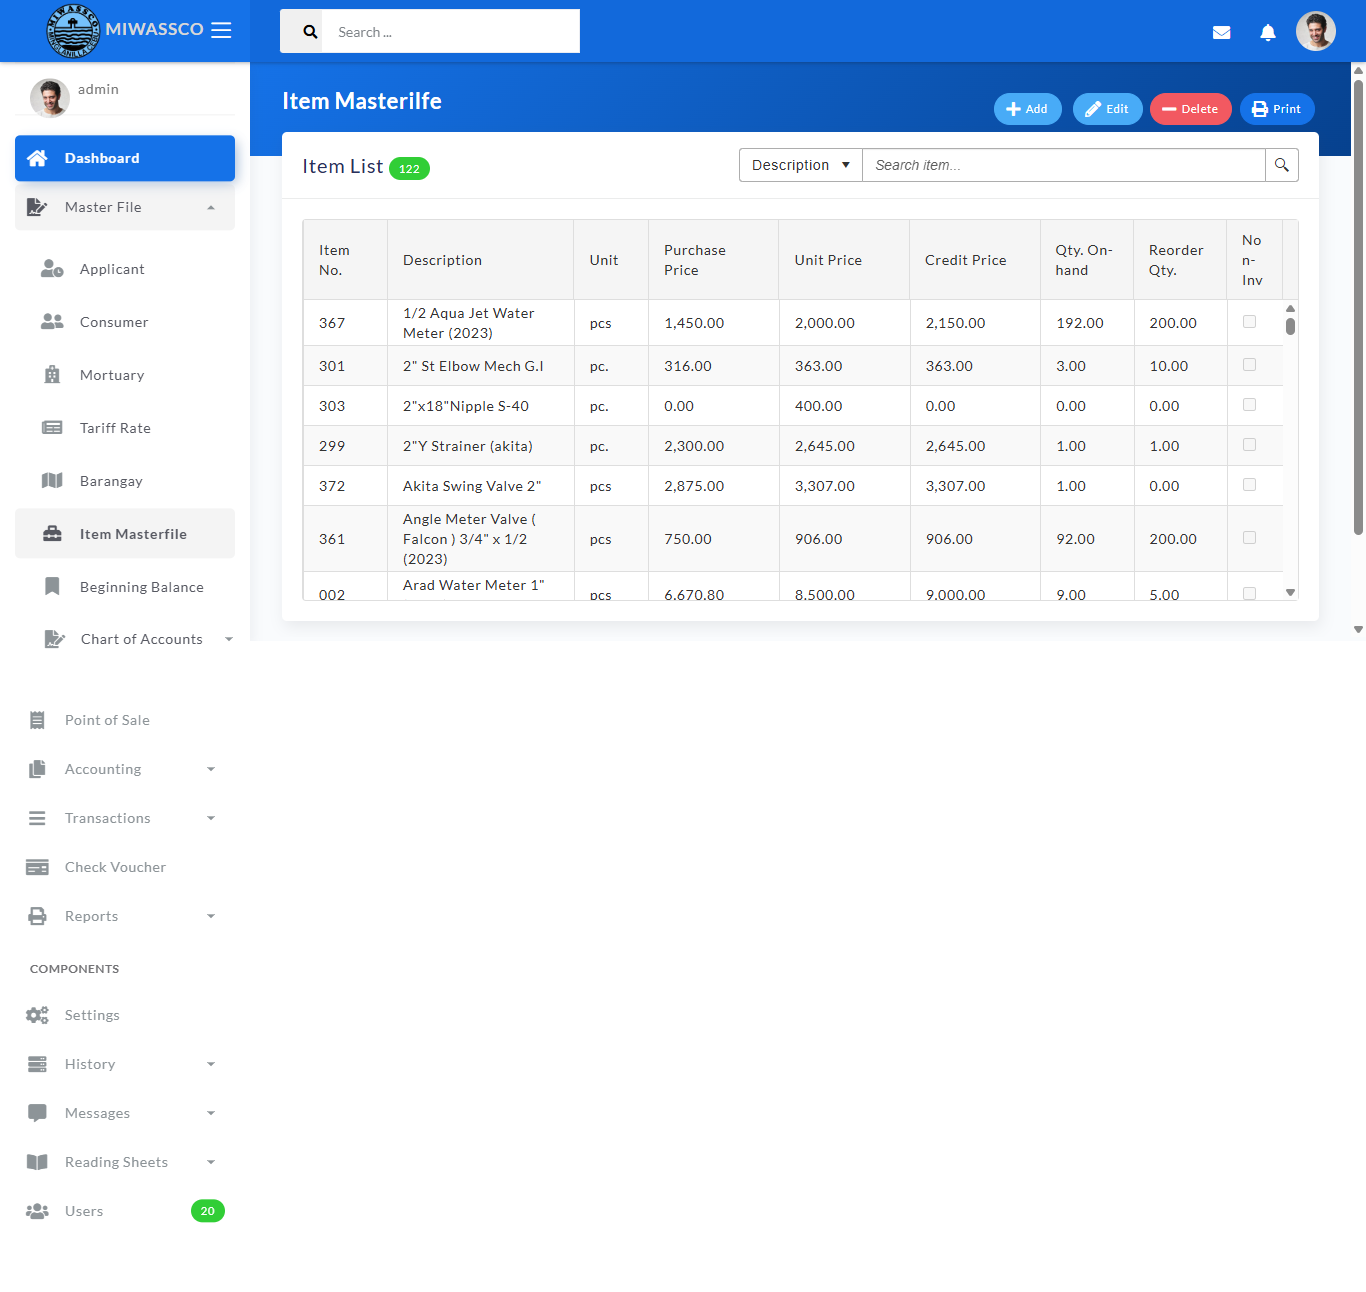 MIWASSCO
MIWASSCO
Search ...
admin
Dashboard
Master File
Applicant
Consumer
Mortuary
Tariff Rate
Barangay
Item Masterfile
Beginning Balance
Chart of Accounts
Point of Sale
Accounting
Transactions
Check Voucher
Reports
COMPONENTS
Settings
History
Messages
Reading Sheets
Users 20
Item Masterilfe
Add Edit Delete Print
Item List 122
Description Search item...
Item No. Description Unit Purchase Price Unit Price Credit Price Qty. On-hand Reorder Qty. Non-Inv
367 1/2 Aqua Jet Water Meter (2023) pcs 1,450.00 2,000.00 2,150.00 192.00 200.00
301 2" St Elbow Mech G.I pc. 316.00 363.00 363.00 3.00 10.00
303 2"x18"Nipple S-40 pc. 0.00 400.00 0.00 0.00 0.00
299 2"Y Strainer (akita) pc. 2,300.00 2,645.00 2,645.00 1.00 1.00
372 Akita Swing Valve 2" pcs 2,875.00 3,307.00 3,307.00 1.00 0.00
361 Angle Meter Valve ( Falcon ) 3/4" x 1/2 (2023) pcs 750.00 906.00 906.00 92.00 200.00
002 Arad Water Meter 1" pcs 6,670.80 8,500.00 9,000.00 9.00 5.00